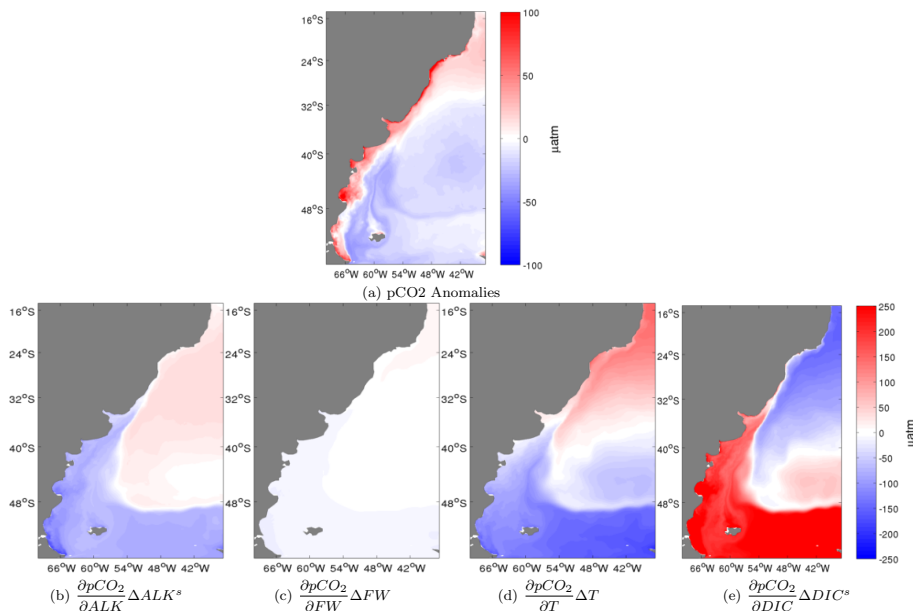 16°S
24°S
32°S
40°S
48°S
66°W 60°W 54°W 48°W 42°W
100
50
0
-50
-100
µatm
(a) pCO2 Anomalies
16°S
24°S
32°S
40°S
48°S
66°W 60°W 54°W 48°W 42°W
(b) ∂pCO₂/∂ALK ΔALKˢ
16°S
24°S
32°S
40°S
48°S
66°W 60°W 54°W 48°W 42°W
(c) ∂pCO₂/∂FW ΔFW
16°S
24°S
32°S
40°S
48°S
66°W 60°W 54°W 48°W 42°W
(d) ∂pCO₂/∂T ΔT
16°S
24°S
32°S
40°S
48°S
66°W 60°W 54°W 48°W 42°W
250
200
150
100
50
0
-50
-100
-150
-200
-250
µatm
(e) ∂pCO₂/∂DIC ΔDICˢ